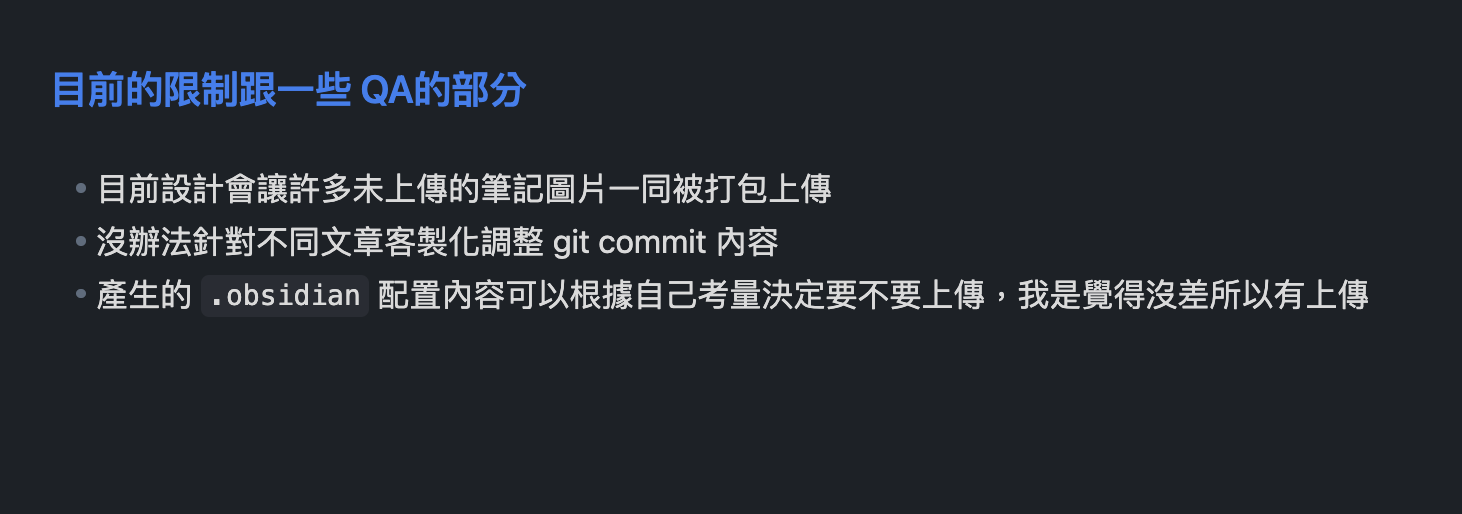 目前的限制跟一些 QA的部分
目前設計會讓許多未上傳的筆記圖片一同被打包上傳
沒辦法針對不同文章客製化調整 git commit 內容
產生的 .obsidian 配置內容可以根據自己考量決定要不要上傳，我是覺得沒差所以有上傳